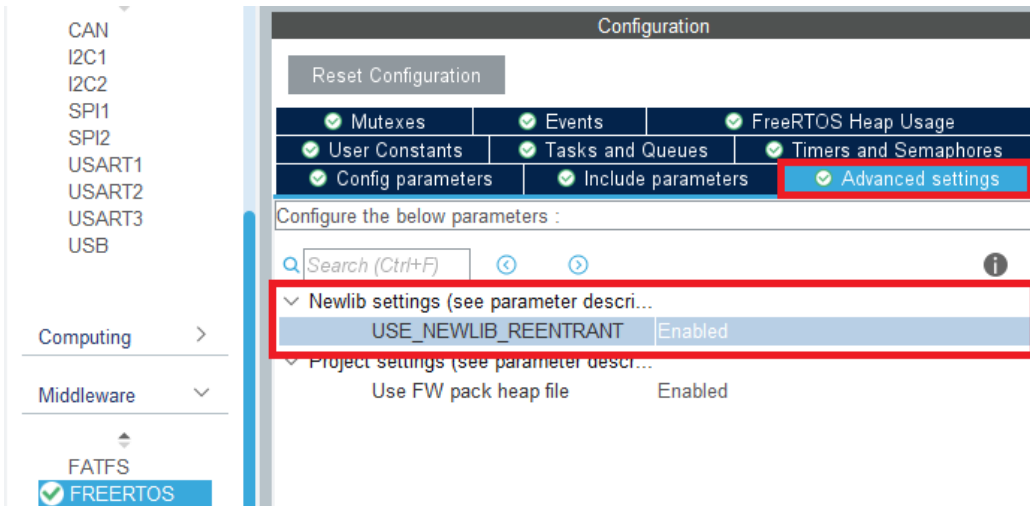 CAN
I2C1
I2C2
SPI1
SPI2
USART1
USART2
USART3
USB
Computing
Middleware
FATFS
FREERTOS
Configuration
Reset Configuration
Mutexes Events FreeRTOS Heap Usage
User Constants Tasks and Queues Timers and Semaphores
Config parameters Include parameters Advanced settings
Configure the below parameters :
Search (Ctrl+F)
Newlib settings (see parameter descri...
USE_NEWLIB_REENTRANT Enabled
Project settings (see parameter descri...
Use FW pack heap file Enabled